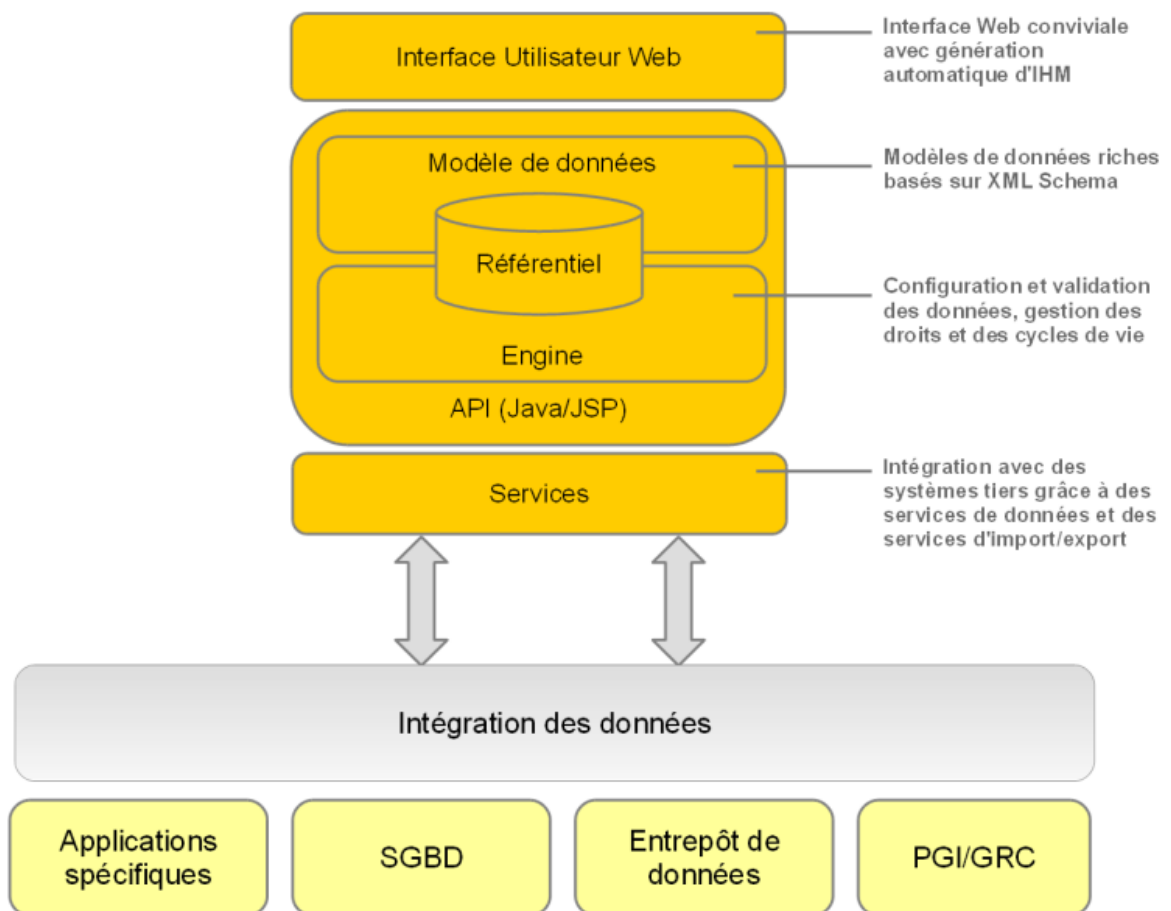 Interface Utilisateur Web
Interface Web conviviale
avec génération
automatique d'IHM
Modèle de données
Modèles de données riches
basés sur XML Schema
Référentiel
Configuration et validation
des données, gestion des
droits et des cycles de vie
Engine
API (Java/JSP)
Services
Intégration avec des
systèmes tiers grâce à des
services de données et des
services d'import/export
Intégration des données
Applications
spécifiques
SGBD
Entrepôt de
données
PGI/GRC